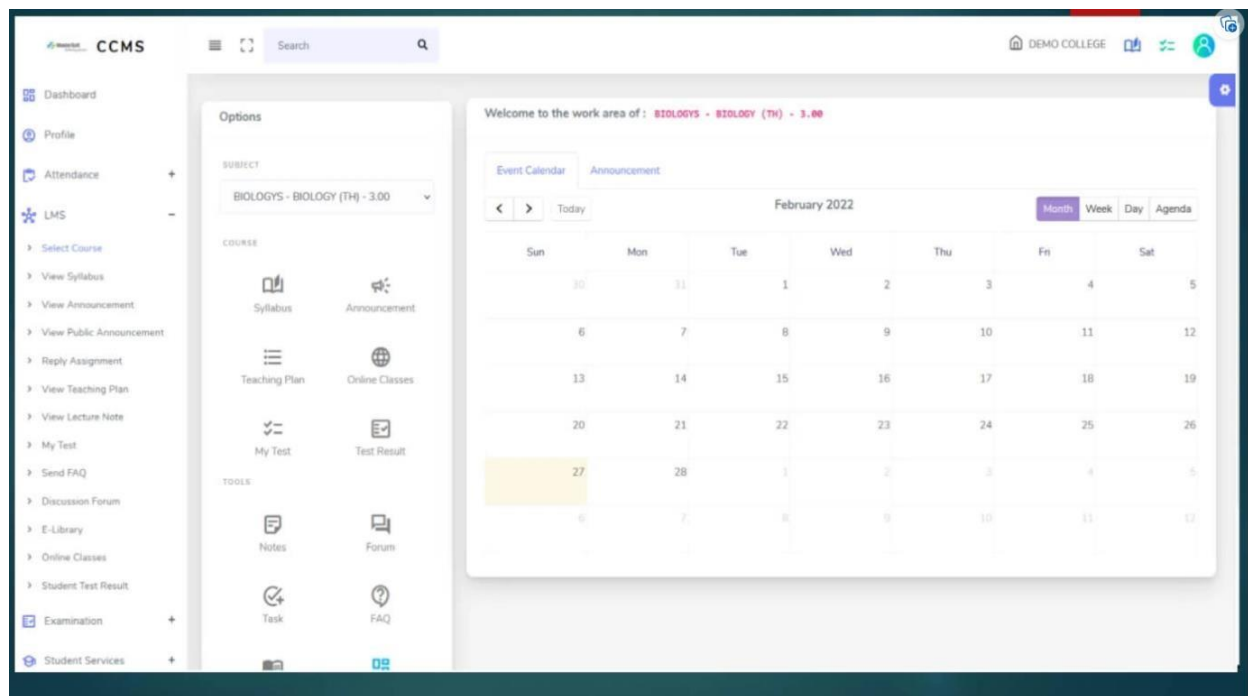 CCMS
Search
DEMO COLLEGE
Dashboard
Profile
Attendance +
LMS -
Select Course
View Syllabus
View Announcement
View Public Announcement
Reply Assignment
View Teaching Plan
View Lecture Note
My Test
Send FAQ
Discussion Forum
E-Library
Online Classes
Student Test Result
Examination +
Student Services +
Options
SUBJECT
BIOLOGYS - BIOLOGY (TH) - 3.00
COURSE
Syllabus Announcement
Teaching Plan Online Classes
My Test Test Result
TOOLS
Notes Forum
Task FAQ
Welcome to the work area of : BIOLOGYS - BIOLOGY (TH) - 3.00
Event Calendar Announcement
Today February 2022 Month Week Day Agenda
Sun Mon Tue Wed Thu Fri Sat
30 31 1 2 3 4 5
6 7 8 9 10 11 12
13 14 15 16 17 18 19
20 21 22 23 24 25 26
27 28 1 2 3 4 5
6 7 8 9 10 11 12